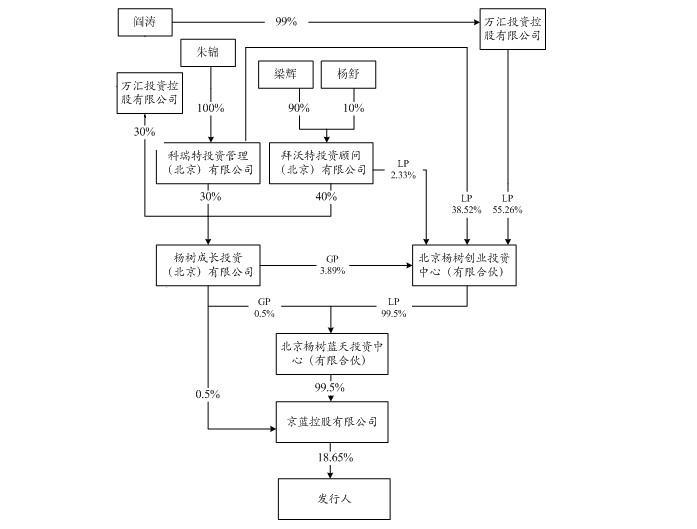 阎涛
99%
万汇投资控
股有限公司
朱锦
梁辉
杨舒
万汇投资控
股有限公司
100%
90%
10%
30%
科瑞特投资管理
（北京）有限公司
拜沃特投资顾问
（北京）有限公司
LP
2.33%
30%
40%
LP
38.52%
LP
55.26%
杨树成长投资
（北京）有限公司
GP
3.89%
北京杨树创业投资
中心（有限合伙）
GP
0.5%
LP
99.5%
北京杨树蓝天投资中
心（有限合伙）
99.5%
0.5%
京蓝控股有限公司
18.65%
发行人